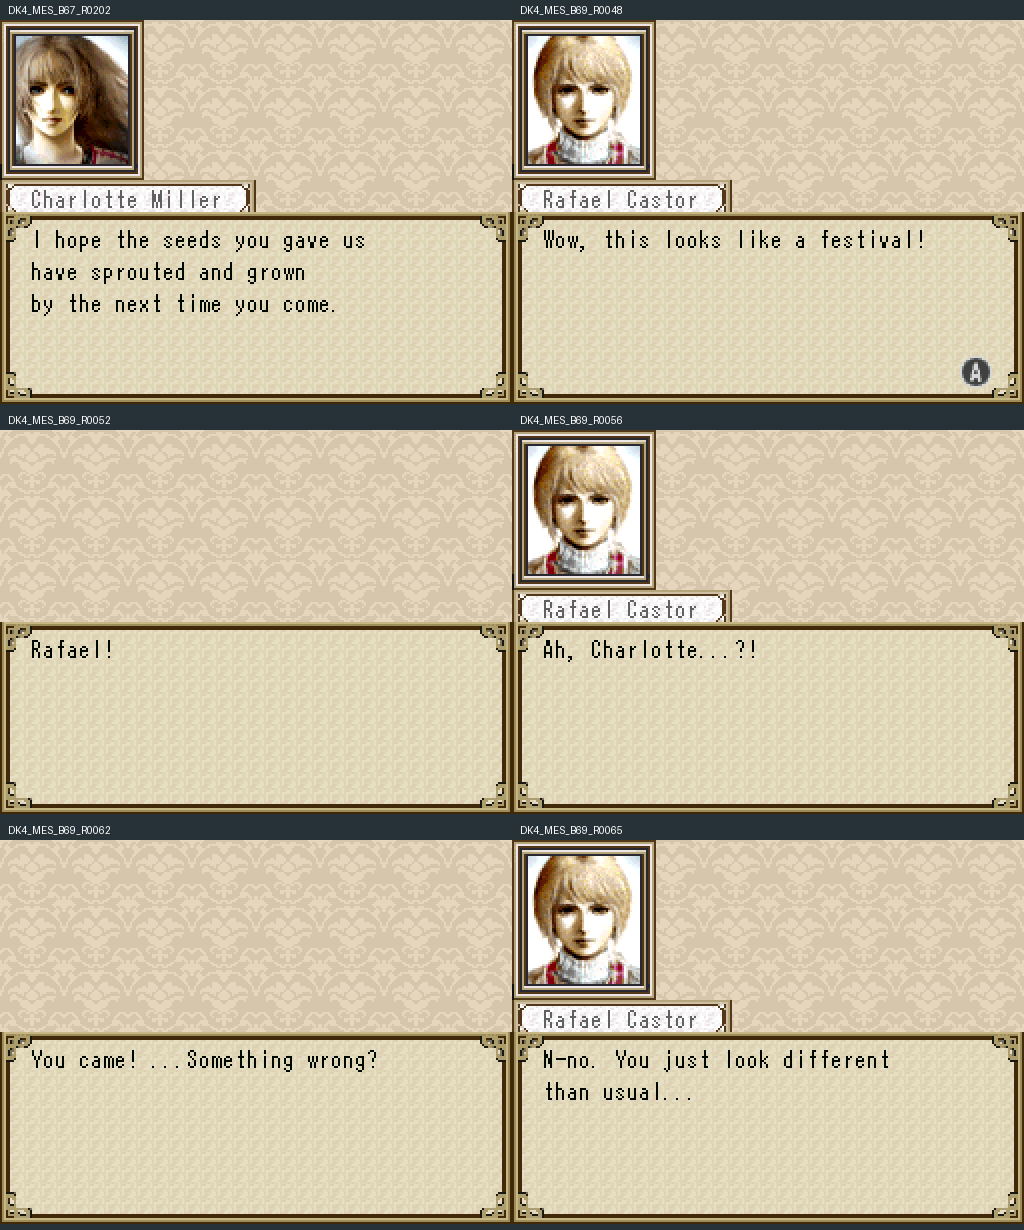 DK4_MES_B67_R0202
Charlotte Miller
I hope the seeds you gave us
have sprouted and grown
by the next time you come.
DK4_MES_B69_R0048
Rafael Castor
Wow, this looks like a festival!
A
DK4_MES_B69_R0052
Rafael!
DK4_MES_B69_R0056
Rafael Castor
Ah, Charlotte...?!
DK4_MES_B69_R0062
You came! ...Something wrong?
DK4_MES_B69_R0065
Rafael Castor
N-no. You just look different
than usual...